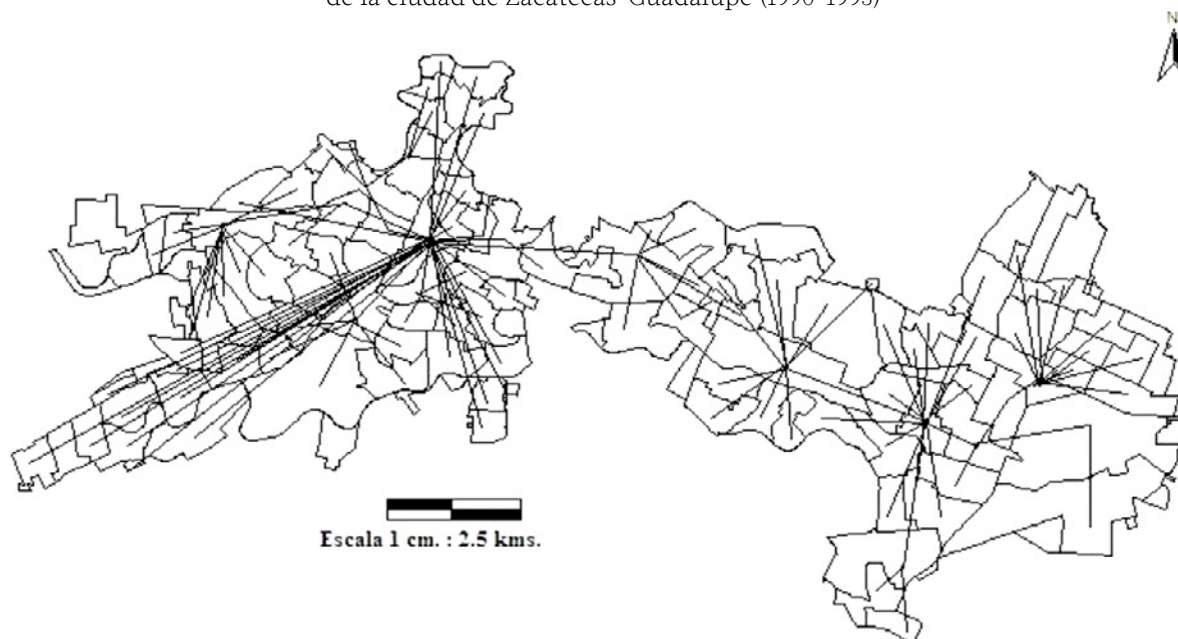 de la ciudad de Zacatecas-Guadalupe (1990-1995)
N
Escala 1 cm. : 2.5 kms.